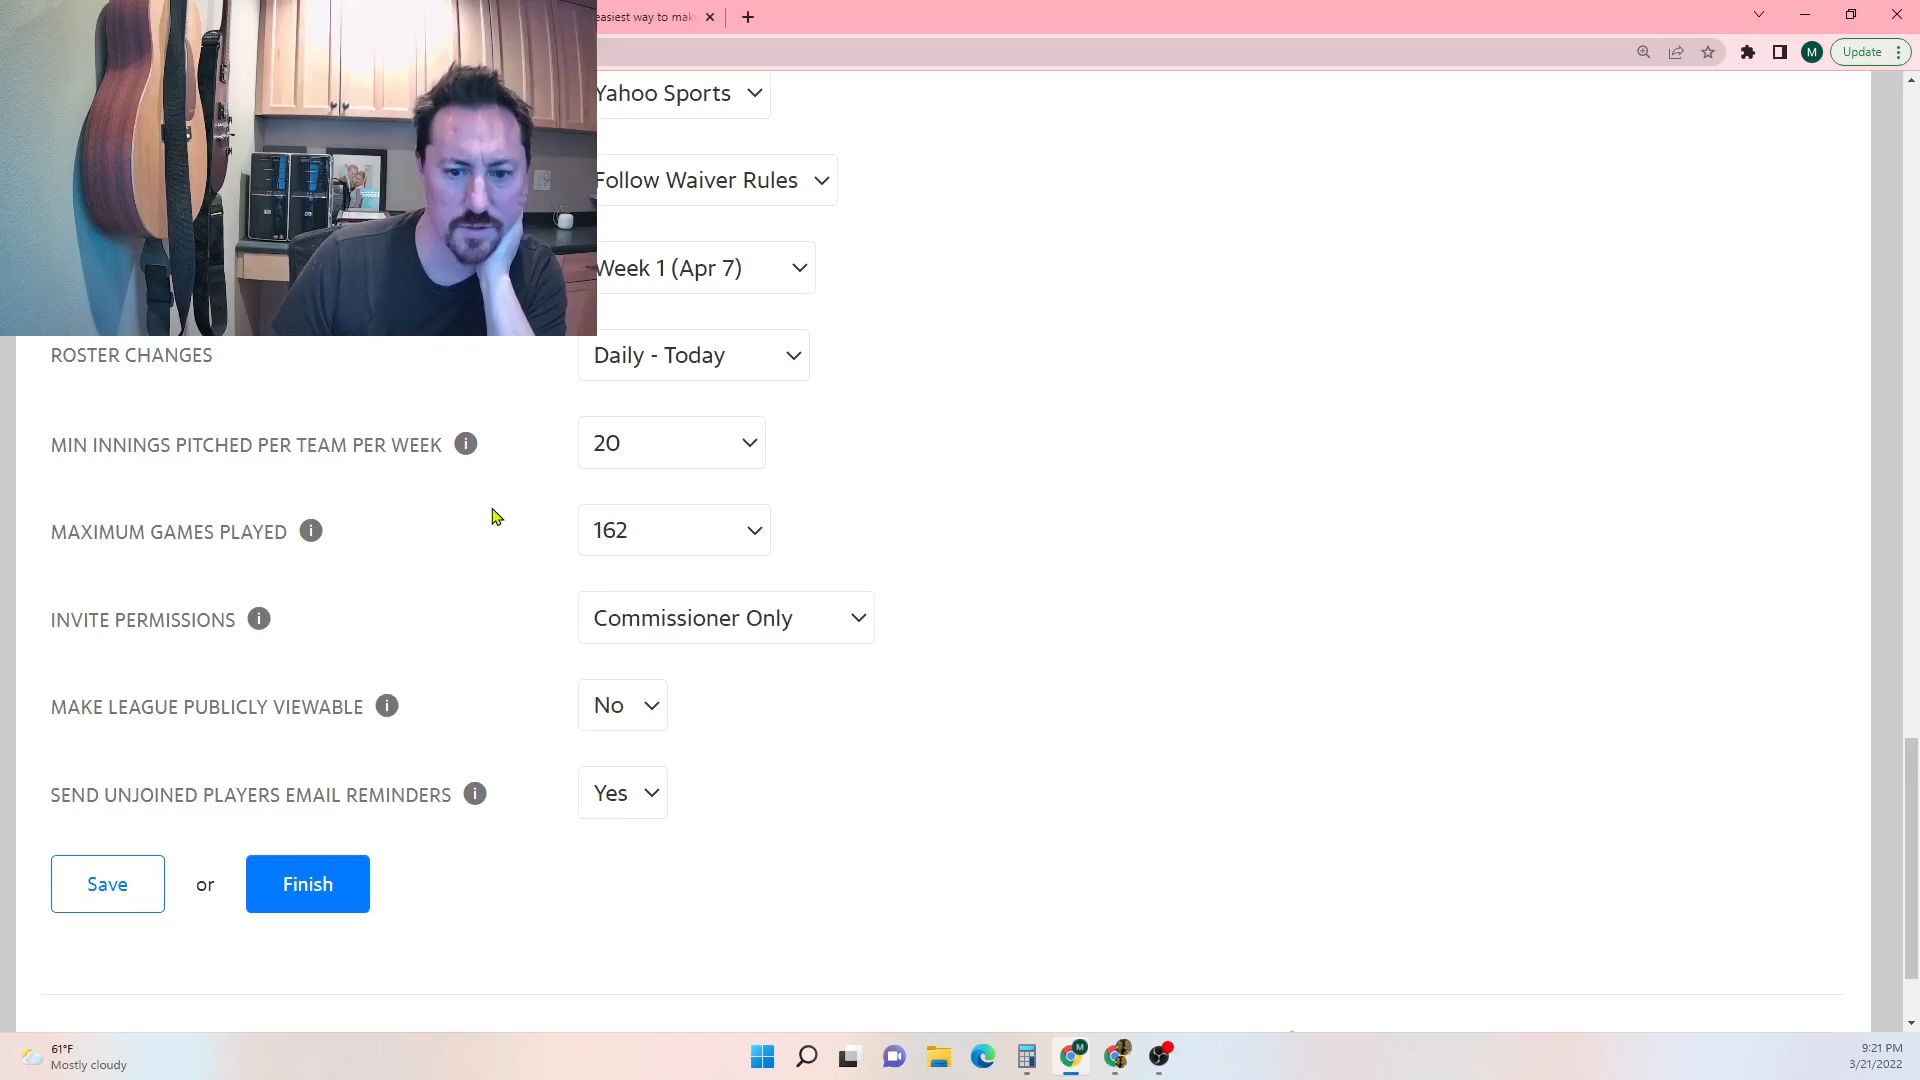 easiest way to mak
M
Update
Yahoo Sports
Follow Waiver Rules
Week 1 (Apr 7)
ROSTER CHANGES
Daily - Today
MIN INNINGS PITCHED PER TEAM PER WEEK i
20
MAXIMUM GAMES PLAYED i
162
INVITE PERMISSIONS i
Commissioner Only
MAKE LEAGUE PUBLICLY VIEWABLE i
No
SEND UNJOINED PLAYERS EMAIL REMINDERS i
Yes
Save or Finish
61°F
Mostly cloudy
M
9:21 PM
3/21/2022